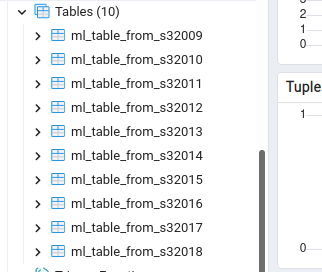 Tables (10)
ml_table_from_s32009
ml_table_from_s32010
ml_table_from_s32011
ml_table_from_s32012
ml_table_from_s32013
ml_table_from_s32014
ml_table_from_s32015
ml_table_from_s32016
ml_table_from_s32017
ml_table_from_s32018
2
1
0
Tuple
1
0